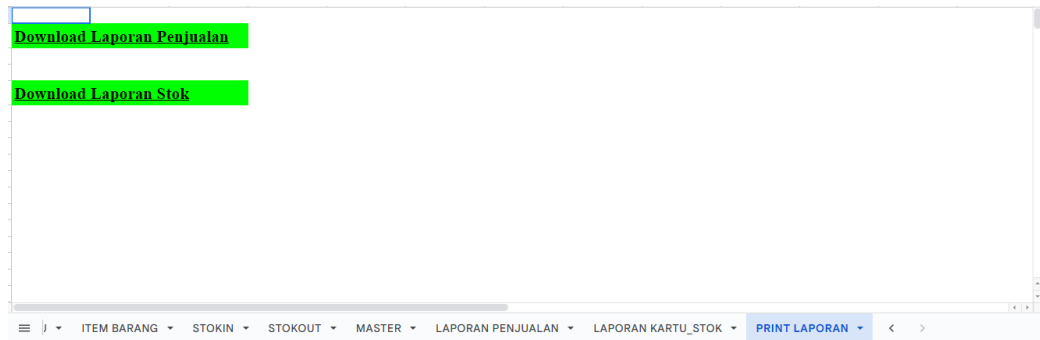 Download Laporan Penjualan
Download Laporan Stok
ITEM BARANG STOKIN STOKOUT MASTER LAPORAN PENJUALAN LAPORAN KARTU_STOK PRINT LAPORAN